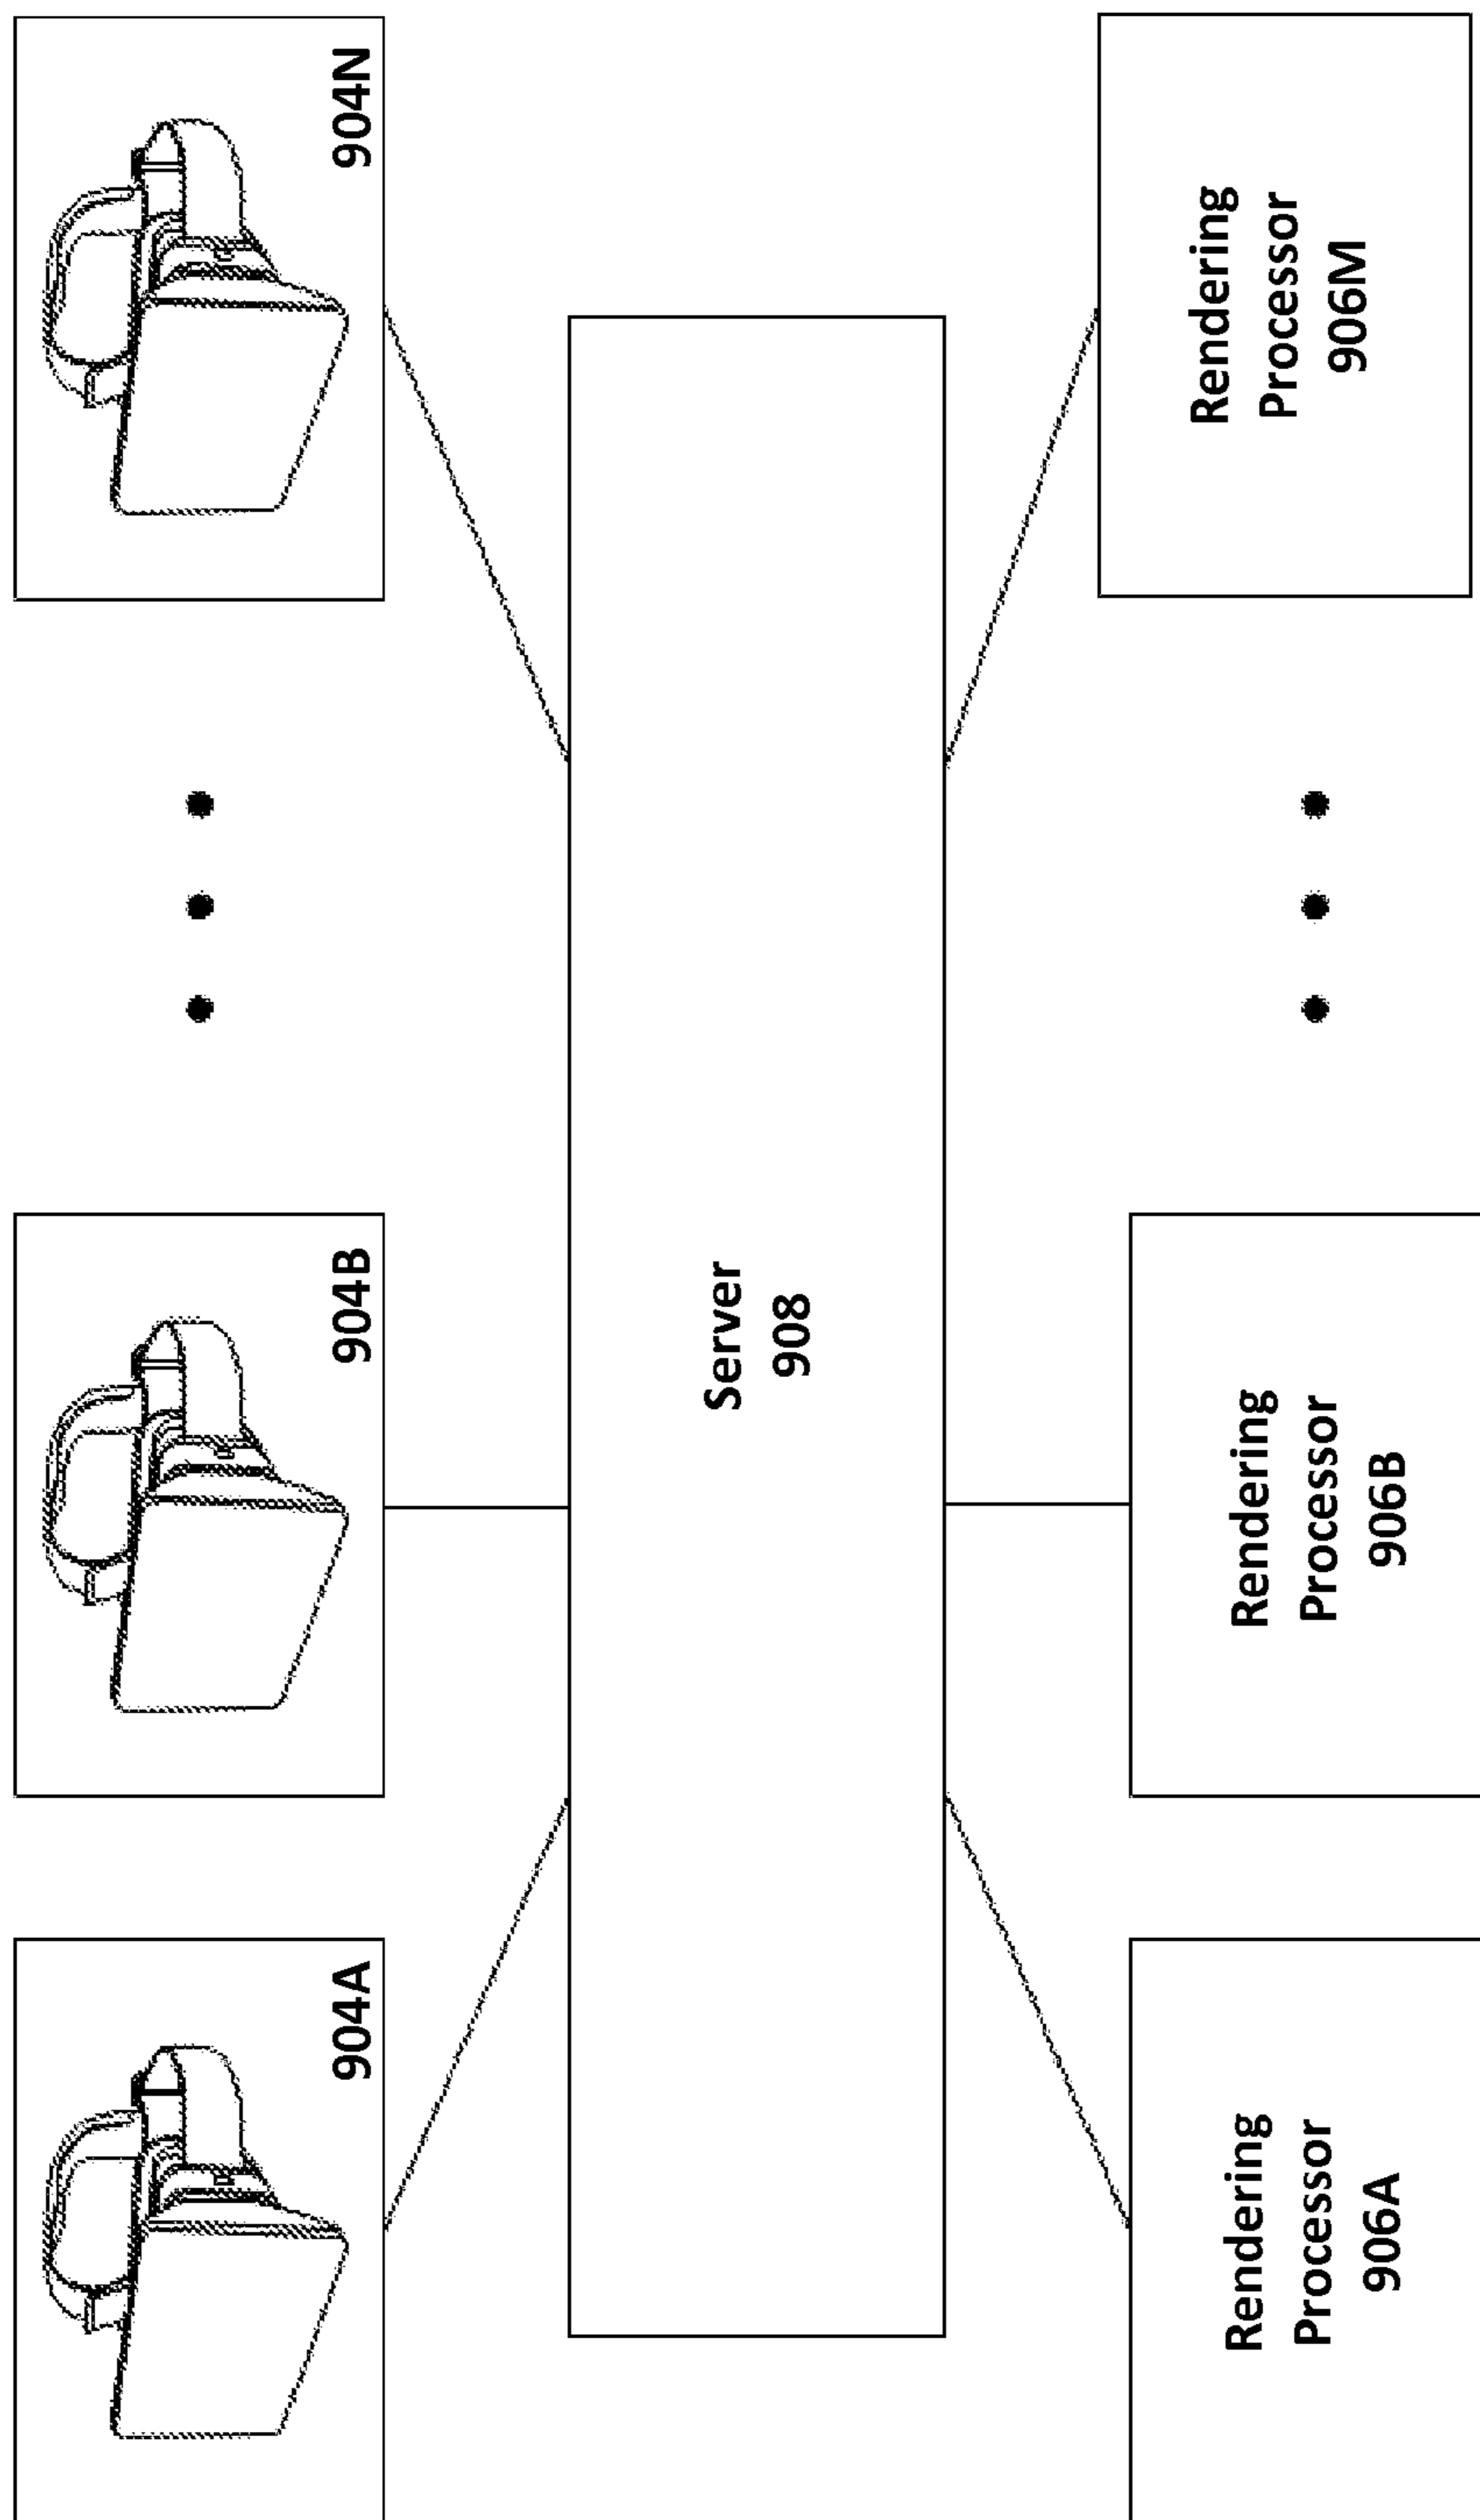 904A
904B
904N
Server
908
Rendering
Processor
906A
Rendering
Processor
906B
Rendering
Processor
906M